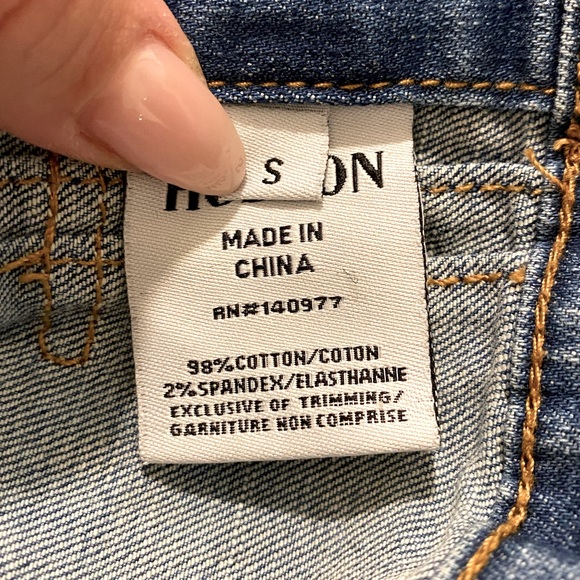 S
MADE IN
CHINA
RN#140977
98%COTTON/COTON
2%SPANDEX/ELASTHANNE
EXCLUSIVE OF TRIMMING/
GARNITURE NON COMPRISE